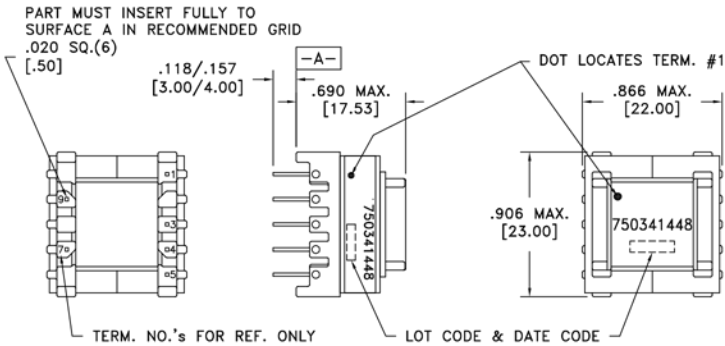 PART MUST INSERT FULLY TO
SURFACE A IN RECOMMENDED GRID
.020 SQ.(6)
[.50]
.118/.157
[3.00/4.00]
-A-
.690 MAX.
[17.53]
DOT LOCATES TERM. #1
.866 MAX.
[22.00]
1
9
3
7
4
5
750341448
.906 MAX.
[23.00]
750341448
TERM. NO.'s FOR REF. ONLY
LOT CODE & DATE CODE